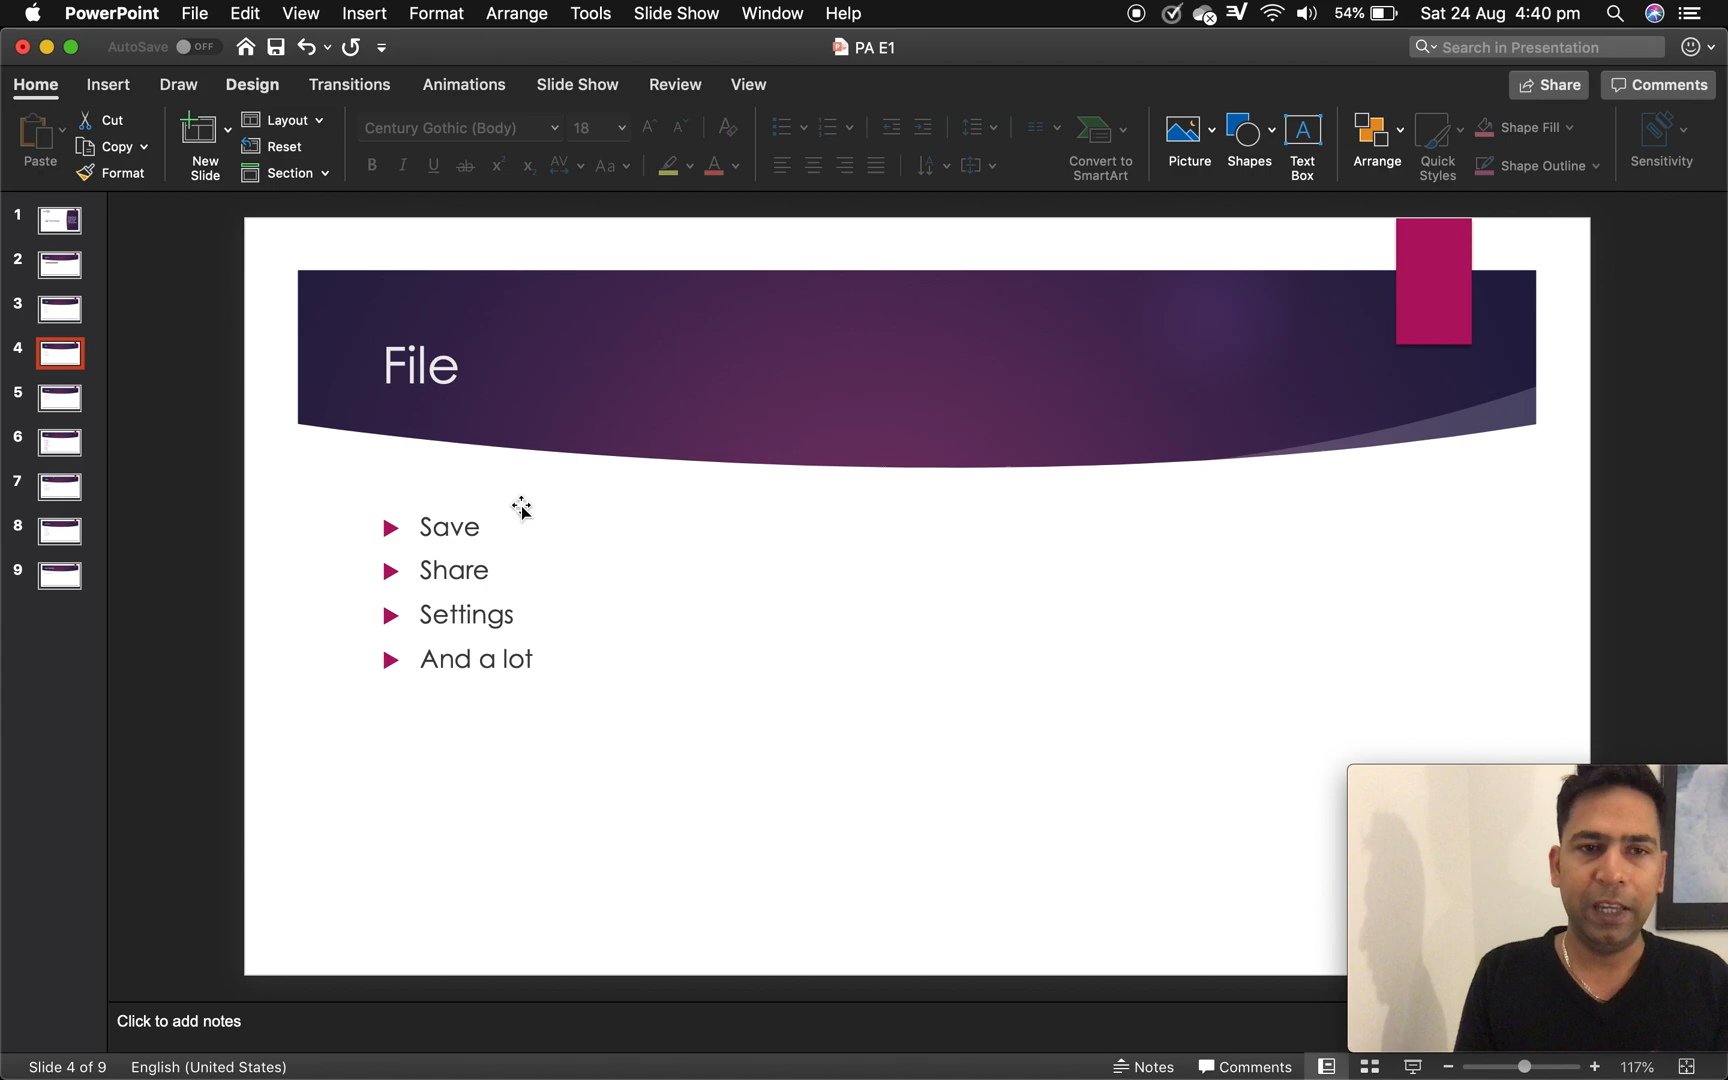 PowerPoint File Edit View Insert Format Arrange Tools Slide Show Window Help 54% Sat 24 Aug 4:40 pm
AutoSave OFF PA E1 Search in Presentation
Home Insert Draw Design Transitions Animations Slide Show Review View Share Comments
Paste
Cut
Copy
Format
New
Slide
Layout
Reset
Section
Century Gothic (Body) 18
Convert to
SmartArt
Picture
Shapes
Text
Box
Arrange
Quick
Styles
Shape Fill
Shape Outline
Sensitivity
1
2
3
4
5
6
7
8
9
File
Save
Share
Settings
And a lot
Click to add notes
Slide 4 of 9 English (United States) Notes Comments 117%